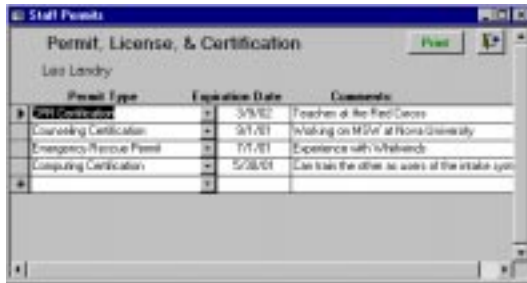 Staff Permits
Permit, License, & Certification
Print
Landry
Permit Type Expiration Date Comments:
CPR Certification 3/9/02 Teaches at the Red Cross
Counseling Certification 9/1/01 Working on MSW at Nova University
Emergency Rescue Permit 7/1/01 Experience with Whirlwinds
Computing Certification 5/30/01 Can train the other as users of the intake